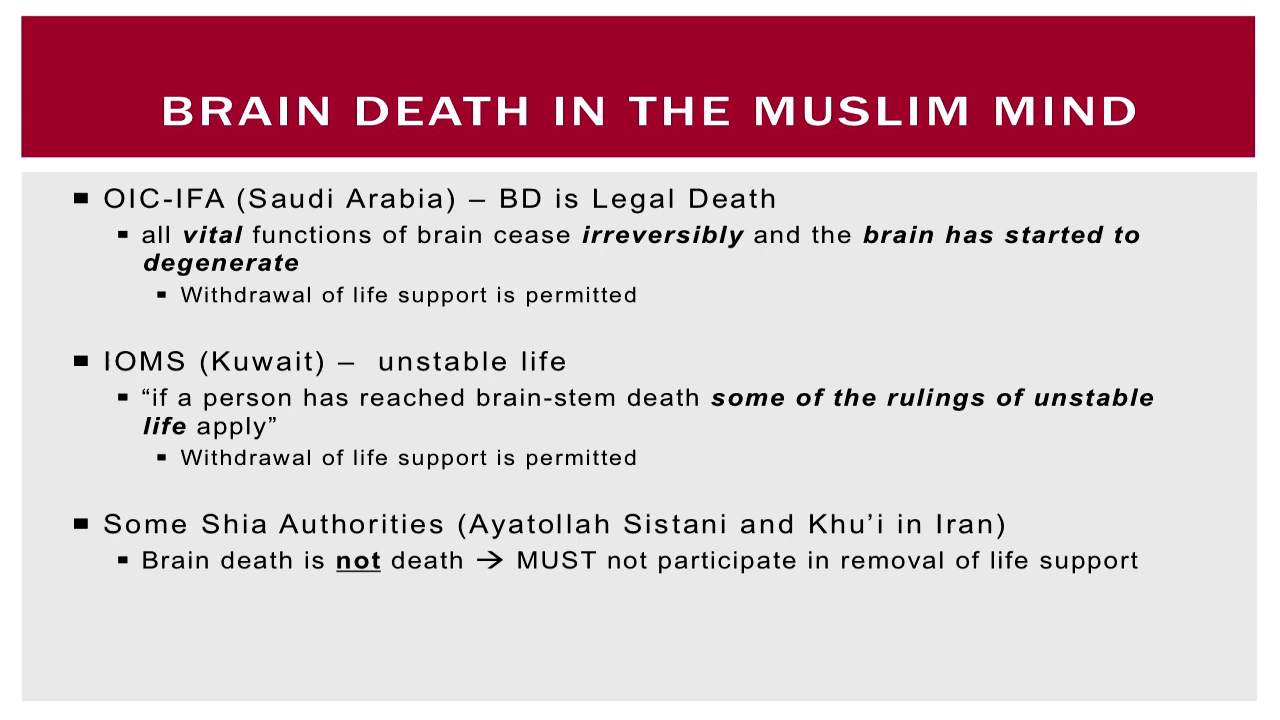 BRAIN DEATH IN THE MUSLIM MIND
▪ OIC-IFA (Saudi Arabia) – BD is Legal Death
▪ all vital functions of brain cease irreversibly and the brain has started to
degenerate
▪ Withdrawal of life support is permitted
▪ IOMS (Kuwait) – unstable life
▪ “if a person has reached brain-stem death some of the rulings of unstable
life apply”
▪ Withdrawal of life support is permitted
▪ Some Shia Authorities (Ayatollah Sistani and Khu’i in Iran)
▪ Brain death is not death → MUST not participate in removal of life support